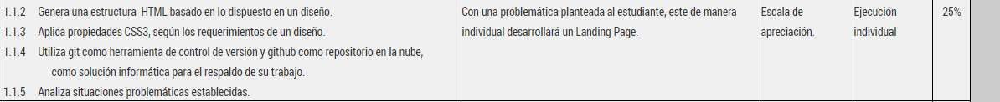 1.1.2 Genera una estructura HTML basado en lo dispuesto en un diseño.
1.1.3 Aplica propiedades CSS3, según los requerimientos de un diseño.
1.1.4 Utiliza git como herramienta de control de versión y github como repositorio en la nube,
como solución informática para el respaldo de su trabajo.
1.1.5 Analiza situaciones problemáticas establecidas.
Con una problemática planteada al estudiante, este de manera
individual desarrollará un Landing Page.
Escala de
apreciación.
Ejecución
individual
25%